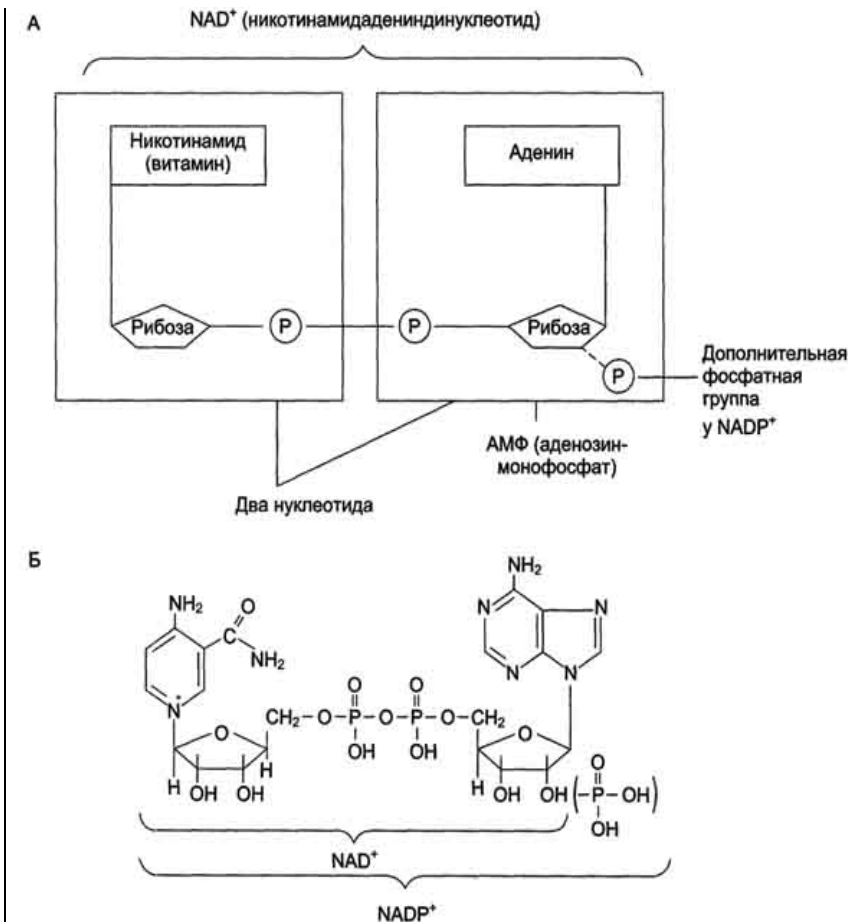 А
NAD⁺ (никотинамидадениндинуклеотид)
Никотинамид
(витамин)
Аденин
Рибоза
P
P
Рибоза
P
Дополнительная
фосфатная
группа
у NADP⁺
АМФ (аденозин-
монофосфат)
Два нуклеотида
Б
NH₂
O
C
NH₂
N⁺
O
H
OH
OH
H
CH₂–O–P–O–P–O–CH₂
O
O
OH
OH
NH₂
N
N
N
N
O
H
OH
OH
O
(–P–OH)
OH
NAD⁺
NADP⁺